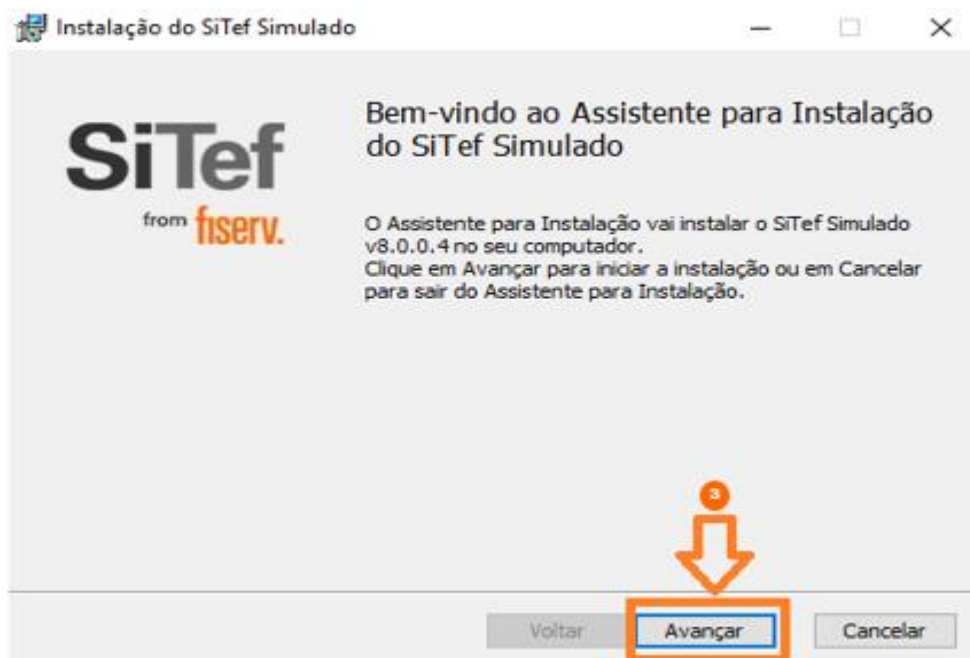 Instalação do SiTef Simulado
SiTef
from fiserv.
Bem-vindo ao Assistente para Instalação
do SiTef Simulado
O Assistente para Instalação vai instalar o SiTef Simulado
v8.0.0.4 no seu computador.
Clique em Avançar para iniciar a instalação ou em Cancelar
para sair do Assistente para Instalação.
3
Voltar
Avançar
Cancelar